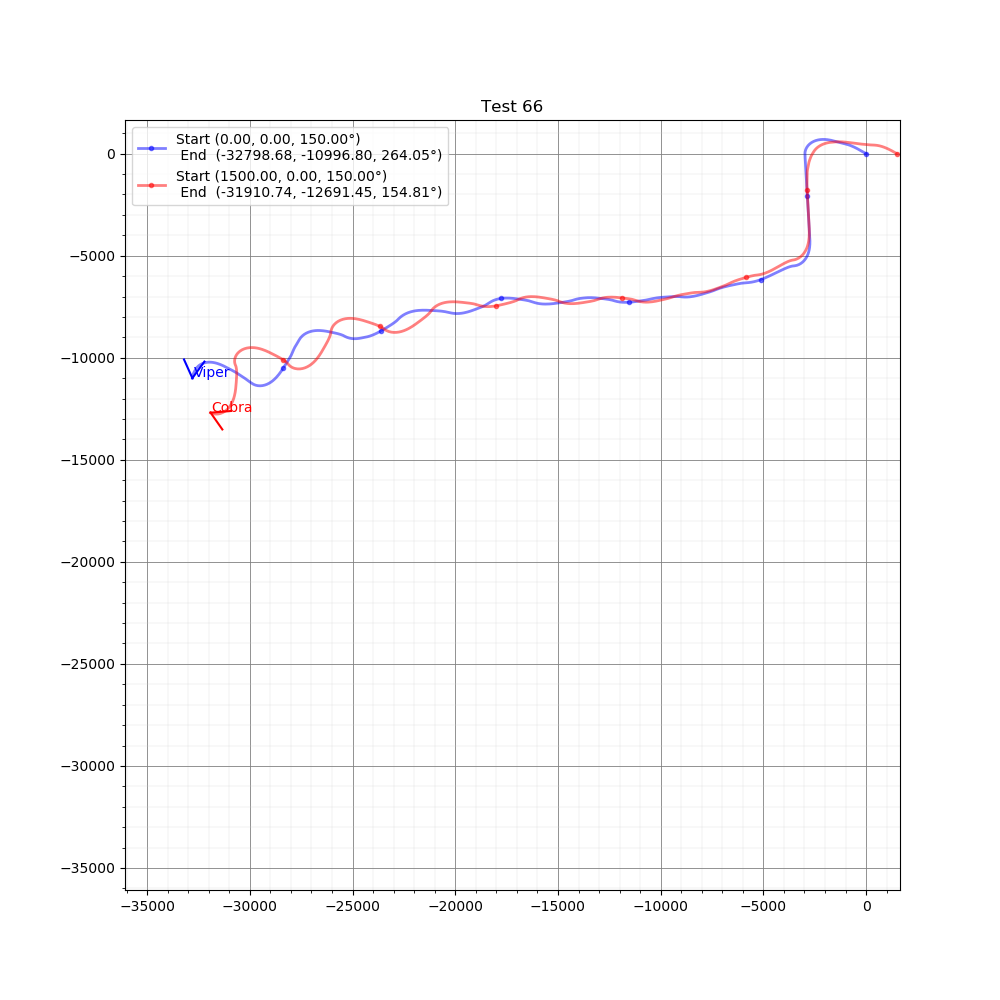 Test 66
Start (0.00, 0.00, 150.00°)
End (-32798.68, -10996.80, 264.05°)
Start (1500.00, 0.00, 150.00°)
End (-31910.74, -12691.45, 154.81°)
0
−5000
−10000
−15000
−20000
−25000
−30000
−35000
Viper
Cobra
−35000 −30000 −25000 −20000 −15000 −10000 −5000 0